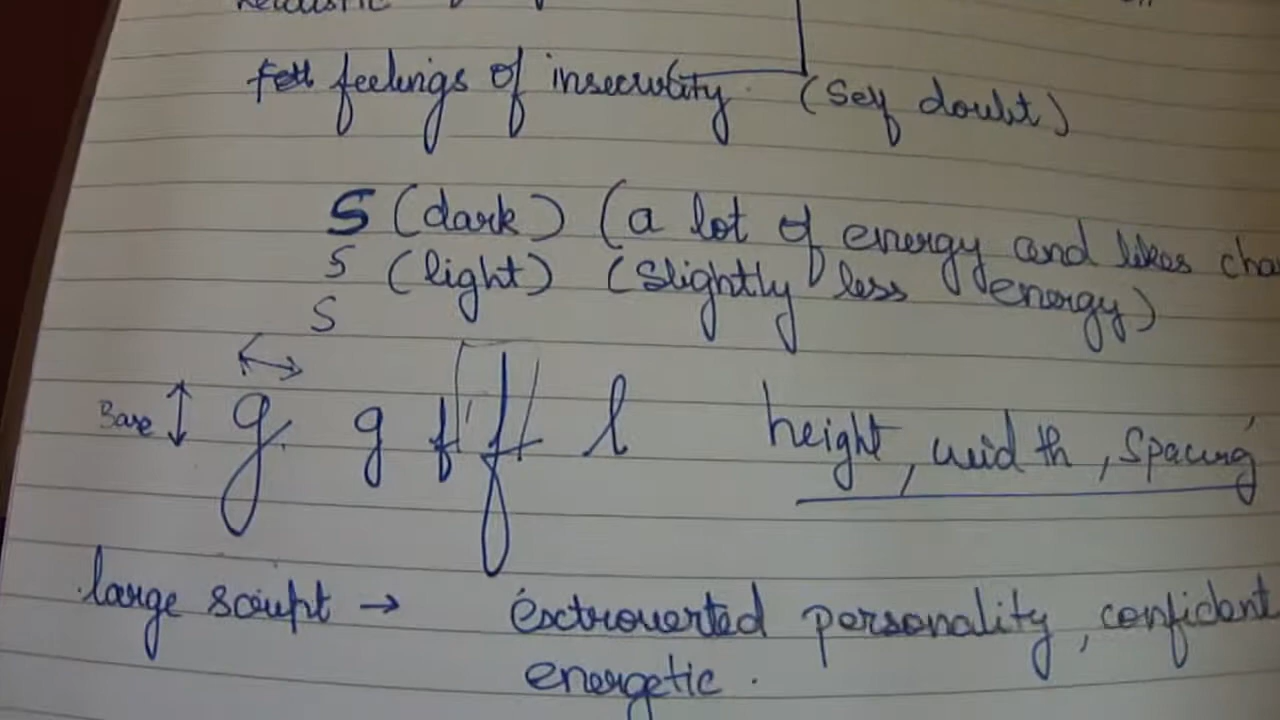 Realistic
feelings of insecurity. (Self doubt)
S (dark) (a lot of energy and likes cha
S (light) (Slightly less energy)
S
Base g g f f l height, width, spacing
large script → extroverted personality, confident
energetic.